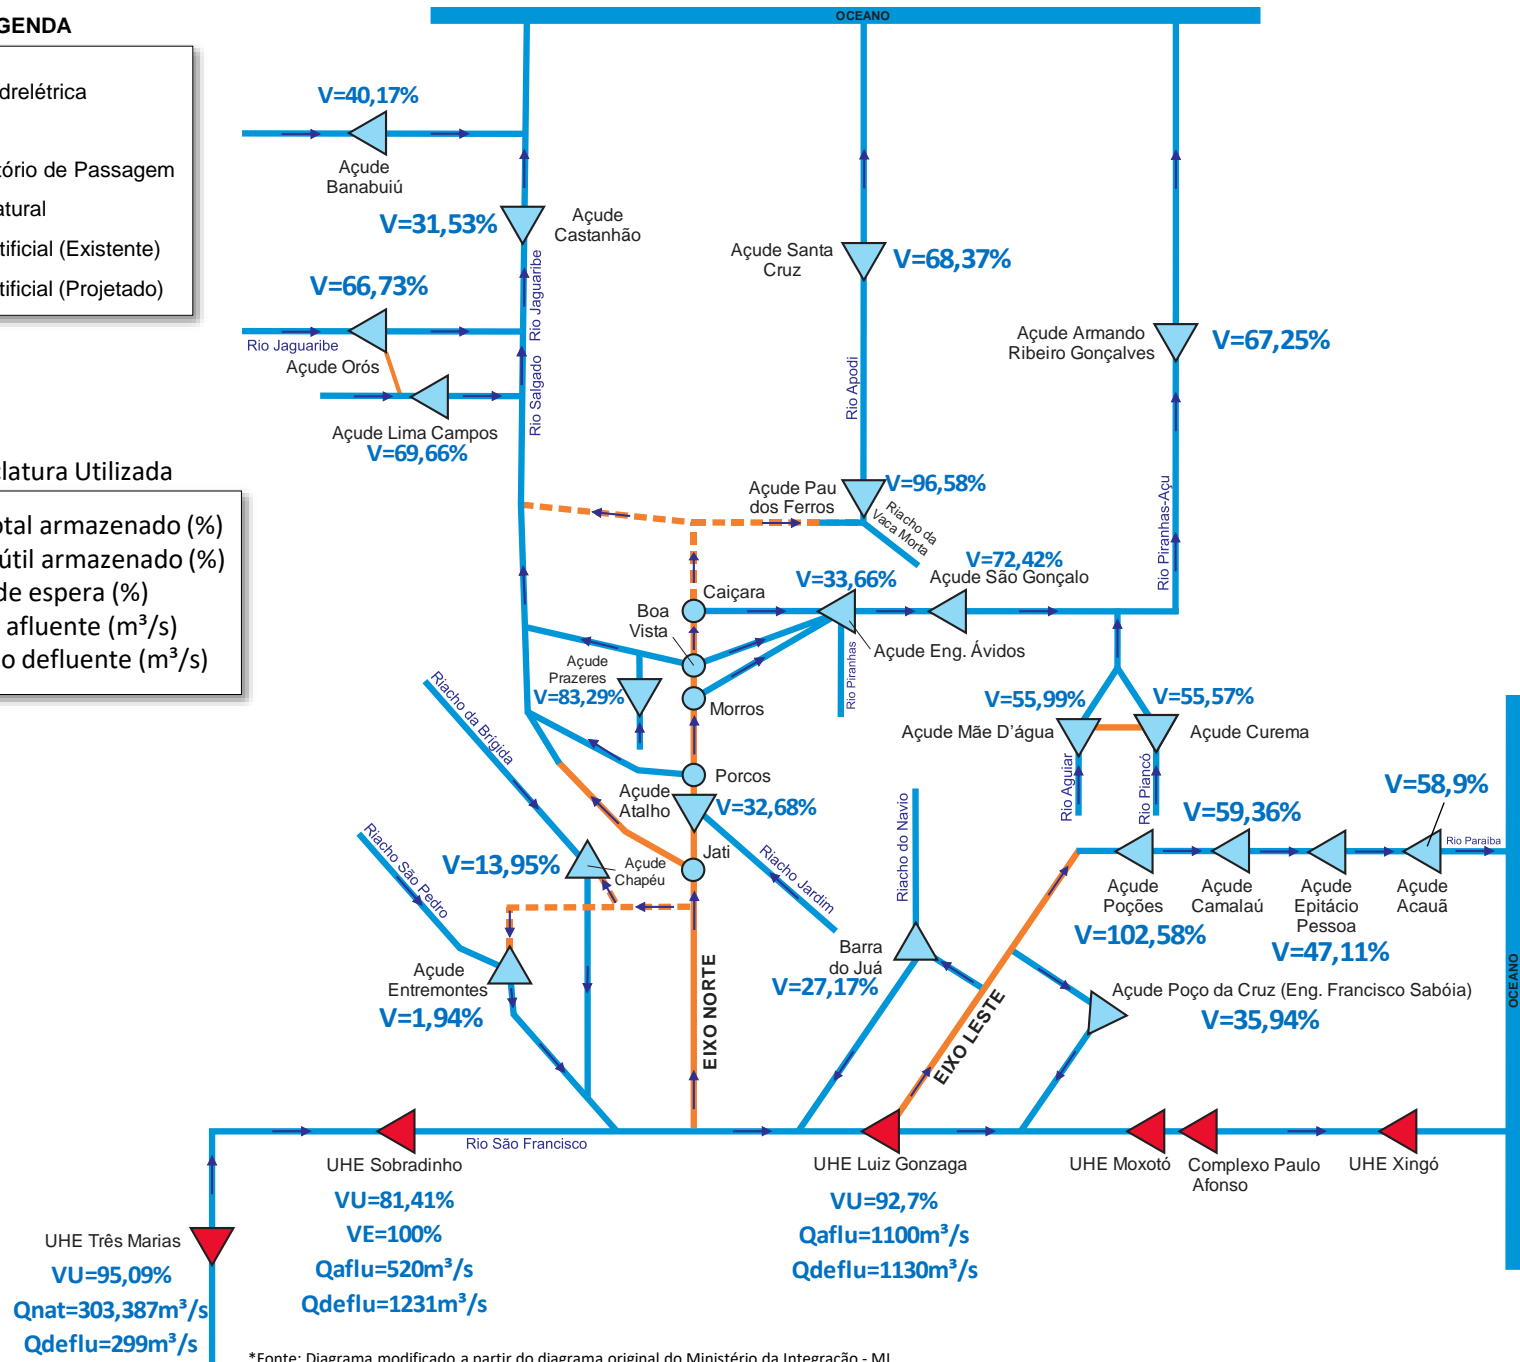 GENDA
drelétrica
tório de Passagem
atural
tificial (Existente)
tificial (Projetado)
clatura Utilizada
otal armazenado (%)
útil armazenado (%)
de espera (%)
afluente (m³/s)
o defluente (m³/s)
OCEANO
V=40,17%
Açude
Banabuiú
V=31,53%
Açude
Castanhão
Rio Jaguaribe
V=66,73%
Rio Jaguaribe
Açude Orós
Rio Salgado
Açude Lima Campos
V=69,66%
Açude Santa
Cruz
V=68,37%
Rio Apodi
Açude Armando
Ribeiro Gonçalves
V=67,25%
Rio Piranhas-Açu
Açude Pau
dos Ferros
V=96,58%
Riacho da
Vaca Morta
V=72,42%
Açude São Gonçalo
V=33,66%
Açude Eng. Ávidos
Rio Piranhas
Caiçara
Boa
Vista
Morros
Açude
Prazeres
V=83,29%
Porcos
Açude
Atalho
V=32,68%
Jati
Riacho Jardim
Riacho da Brígida
Riacho São Pedro
V=13,95%
Açude
Chapéu
Açude
Entremontes
V=1,94%
EIXO NORTE
V=55,99%
Açude Mãe D'água
V=55,57%
Açude Curema
Rio Aguiar
Rio Piancó
V=58,9%
V=59,36%
Rio Paraiba
Açude
Poções
V=102,58%
Açude
Camalaú
Açude
Epitácio
Pessoa
V=47,11%
Açude
Acauã
Riacho do Navio
Barra
do Juá
V=27,17%
EIXO LESTE
Açude Poço da Cruz (Eng. Francisco Sabóia)
V=35,94%
OCEANO
Rio São Francisco
UHE Sobradinho
VU=81,41%
VE=100%
Qaflu=520m³/s
Qdeflu=1231m³/s
UHE Luiz Gonzaga
VU=92,7%
Qaflu=1100m³/s
Qdeflu=1130m³/s
UHE Moxotó
Complexo Paulo
Afonso
UHE Xingó
UHE Três Marias
VU=95,09%
Qnat=303,387m³/s
Qdeflu=299m³/s
*Fonte: Diagrama modificado a partir do diagrama original do Ministério da Integração - MI